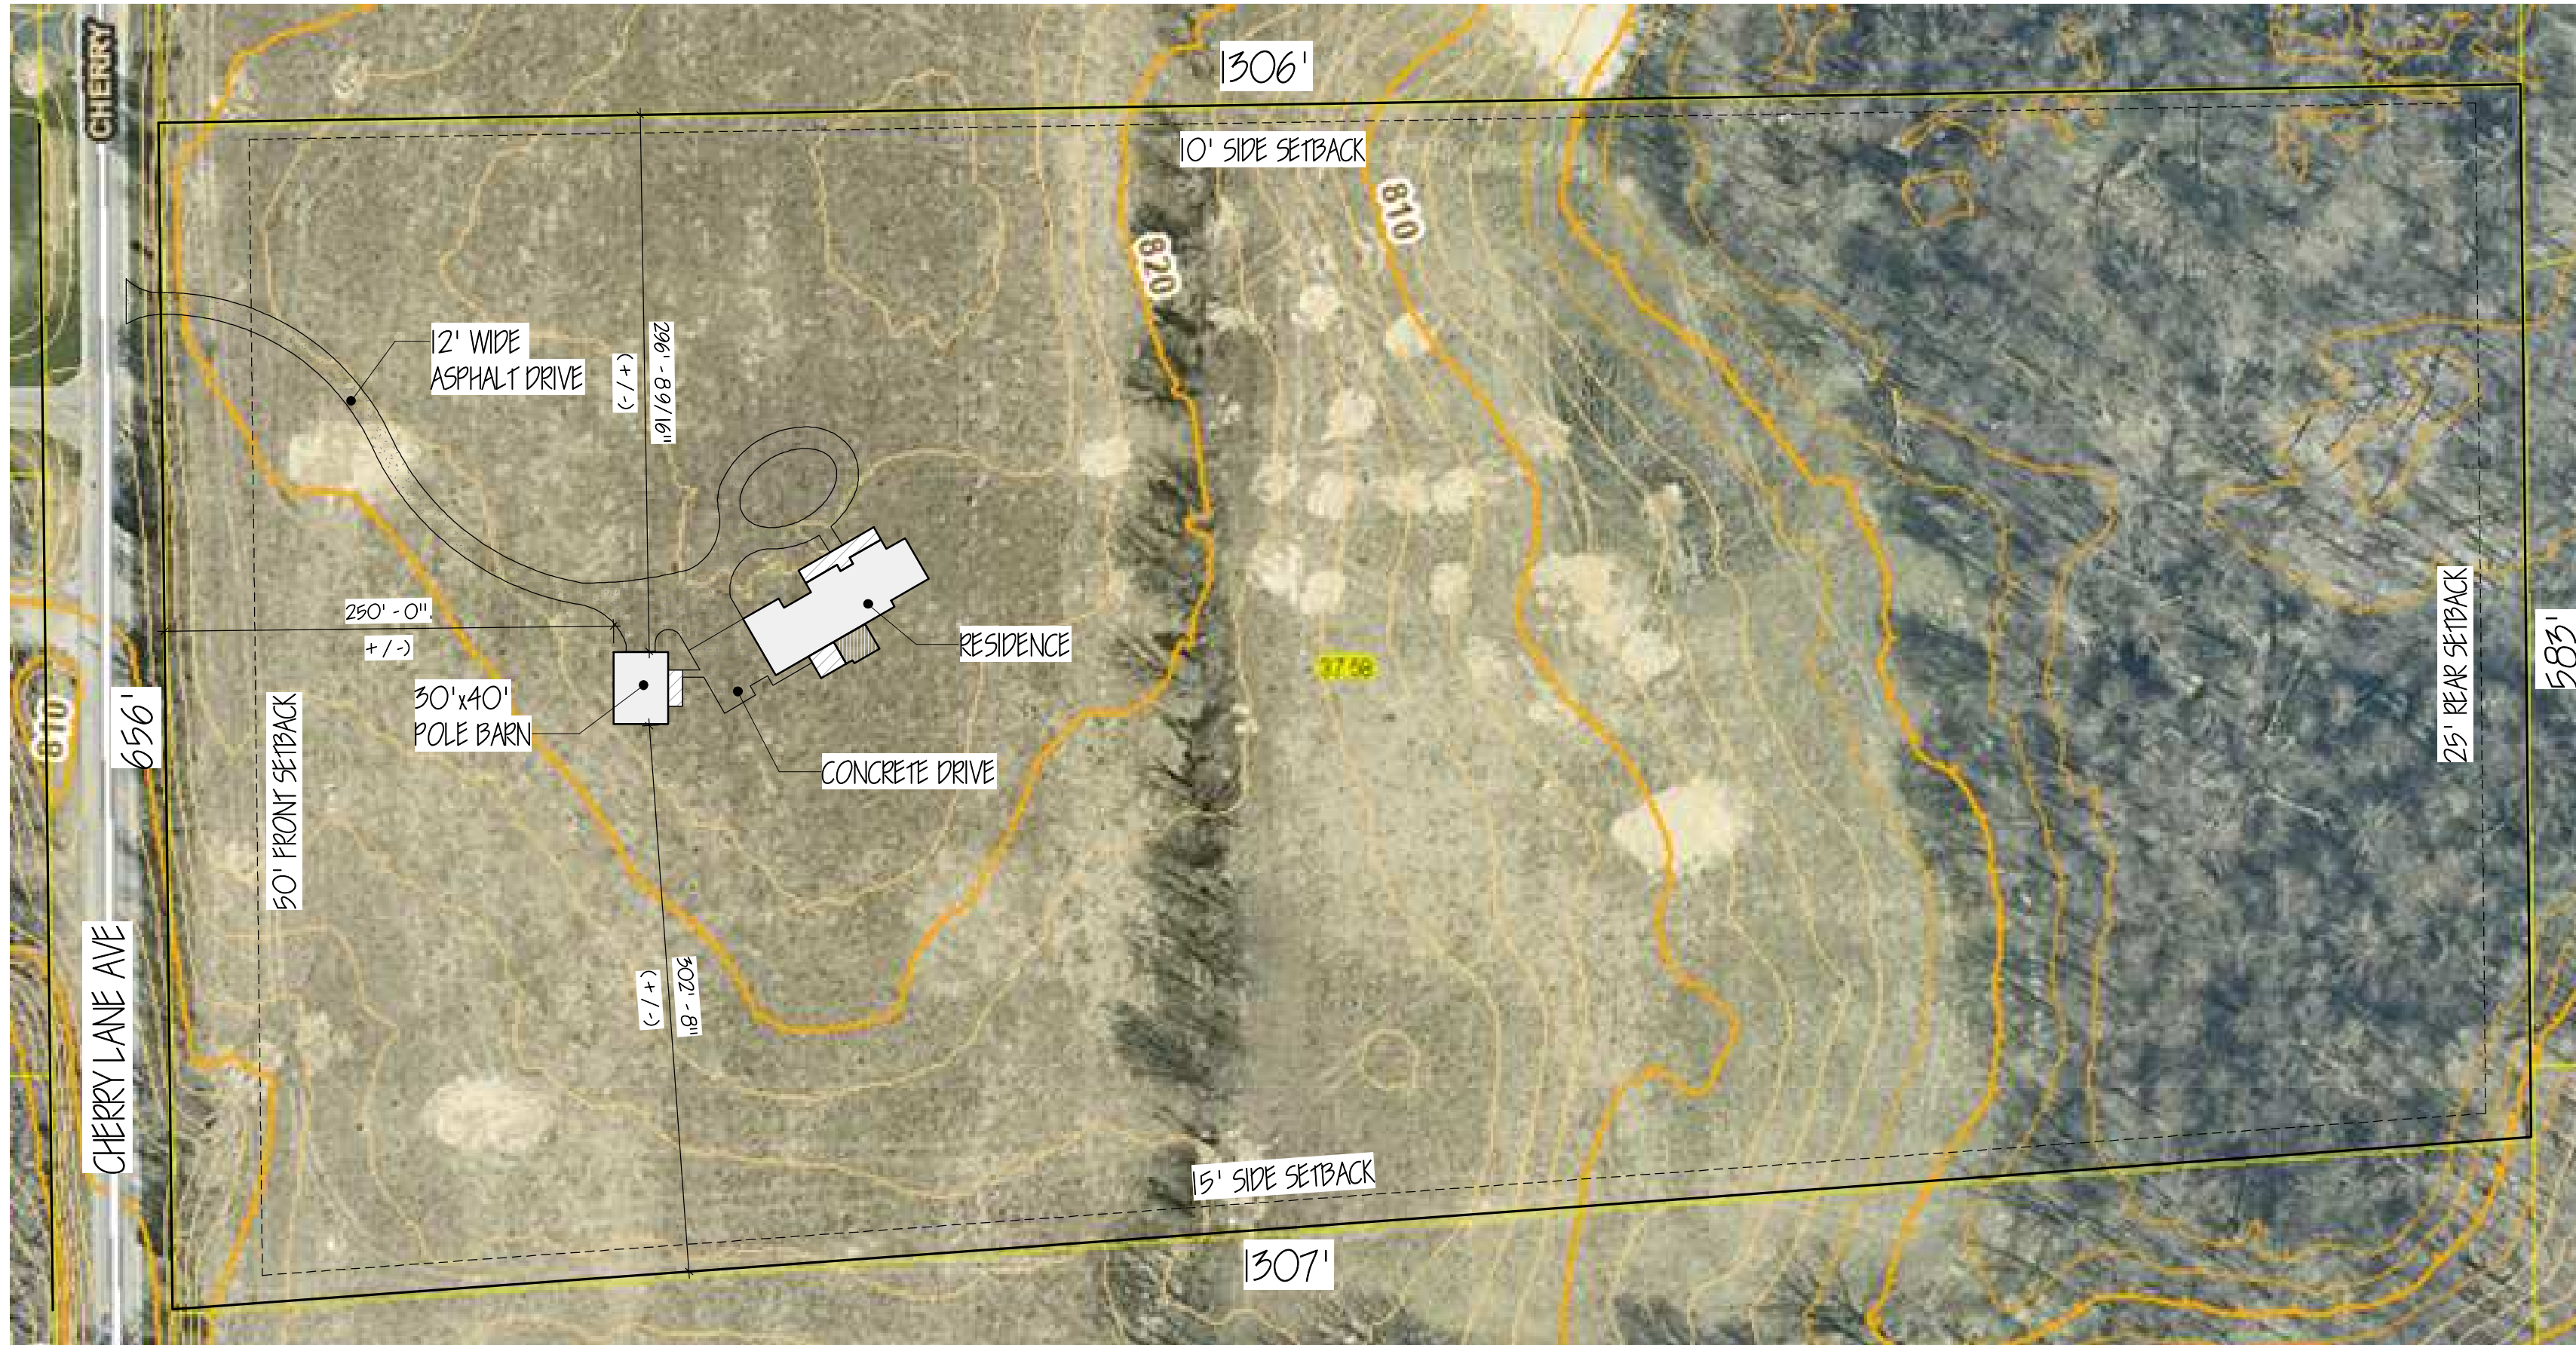 CHERRY
1306'
10' SIDE SETBACK
810
820
12' WIDE
ASPHALT DRIVE
296' - 8 9/16"
(+/-)
250' - 0"
+/-)
RESIDENCE
30'x40'
POLE BARN
CONCRETE DRIVE
37.58
810
656'
50' FRONT SETBACK
25' REAR SETBACK
583'
CHERRY LANE AVE
302' - 8"
(+/-)
15' SIDE SETBACK
1307'